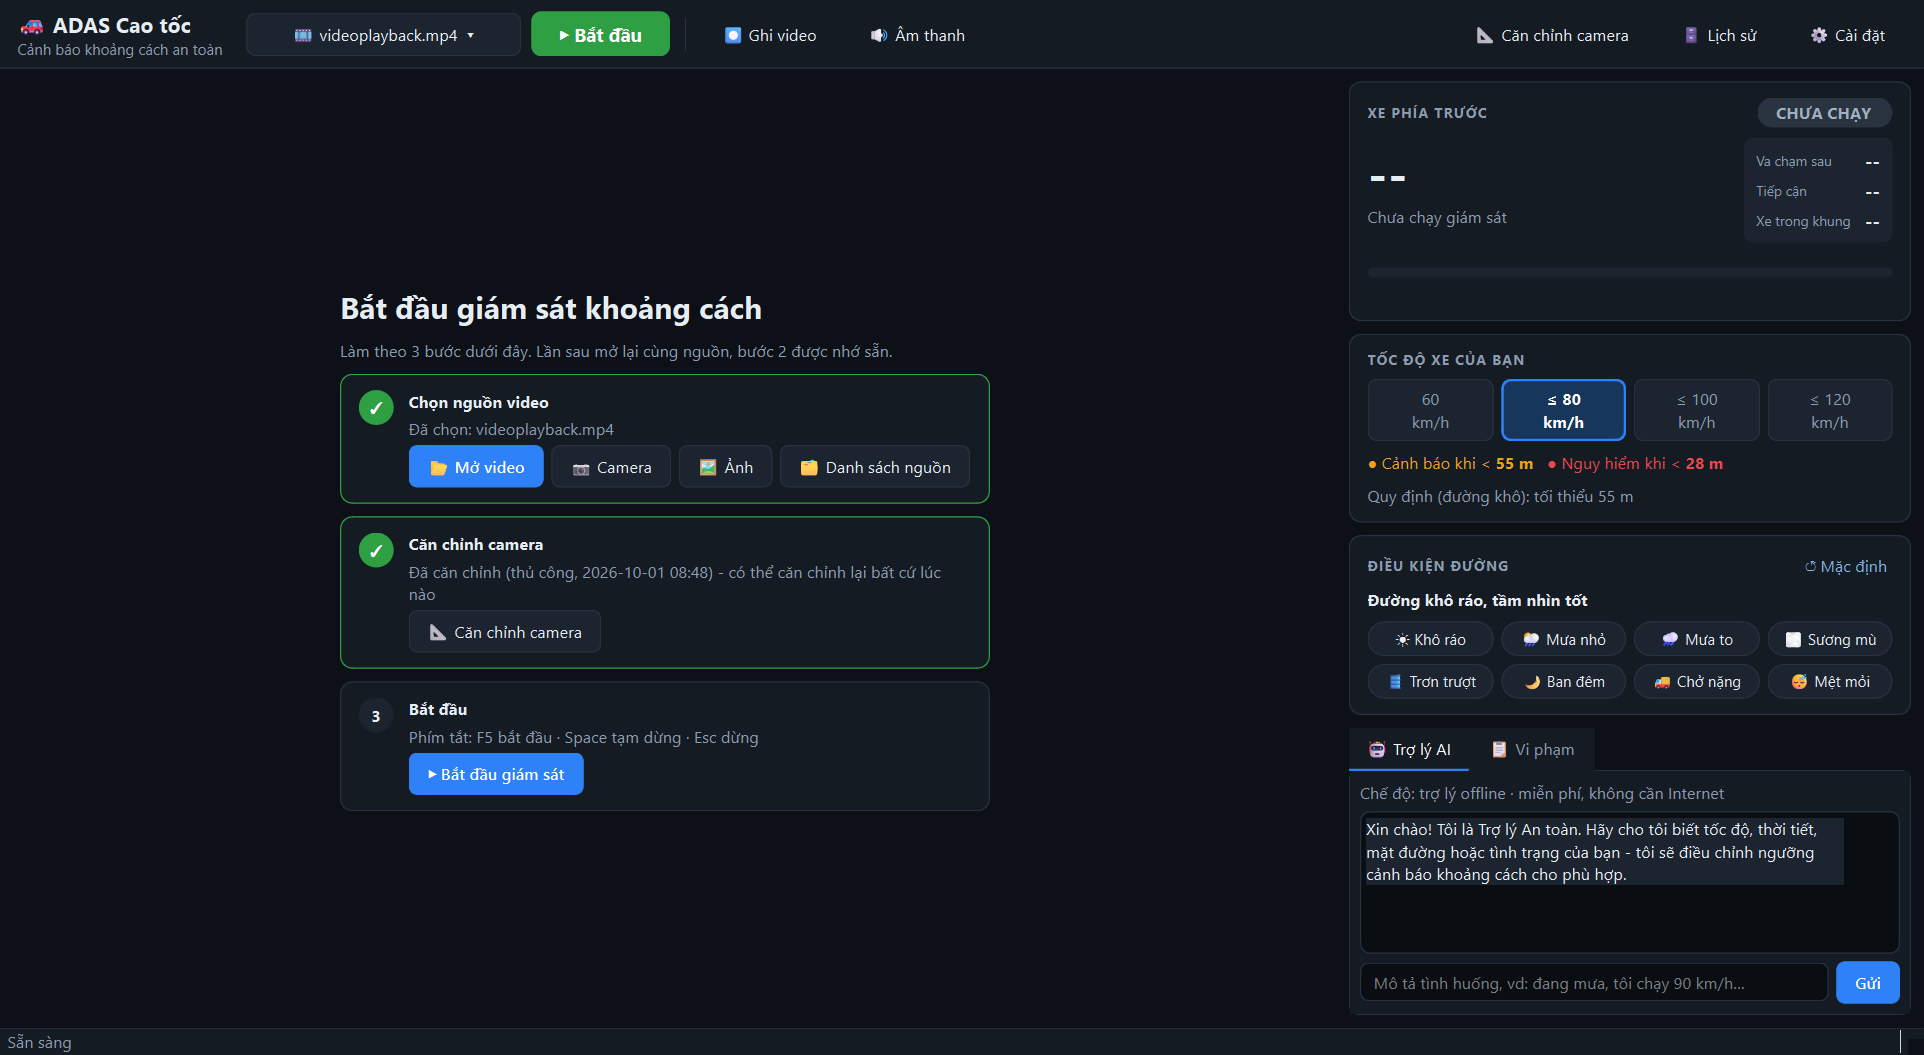 ADAS Cao tốc
Cảnh báo khoảng cách an toàn
videoplayback.mp4
Bắt đầu
Ghi video
Âm thanh
Căn chỉnh camera
Lịch sử
Cài đặt
Bắt đầu giám sát khoảng cách
Làm theo 3 bước dưới đây. Lần sau mở lại cùng nguồn, bước 2 được nhớ sẵn.
Chọn nguồn video
Đã chọn: videoplayback.mp4
Mở video
Camera
Ảnh
Danh sách nguồn
Căn chỉnh camera
Đã căn chỉnh (thủ công, 2026-10-01 08:48) - có thể căn chỉnh lại bất cứ lúc
nào
Căn chỉnh camera
3
Bắt đầu
Phím tắt: F5 bắt đầu · Space tạm dừng · Esc dừng
Bắt đầu giám sát
XE PHÍA TRƯỚC
CHƯA CHẠY
--
Chưa chạy giám sát
Va chạm sau --
Tiếp cận --
Xe trong khung --
TỐC ĐỘ XE CỦA BẠN
60
km/h
≤ 80
km/h
≤ 100
km/h
≤ 120
km/h
● Cảnh báo khi < 55 m ● Nguy hiểm khi < 28 m
Quy định (đường khô): tối thiểu 55 m
ĐIỀU KIỆN ĐƯỜNG
Mặc định
Đường khô ráo, tầm nhìn tốt
Khô ráo
Mưa nhỏ
Mưa to
Sương mù
Trơn trượt
Ban đêm
Chở nặng
Mệt mỏi
Trợ lý AI
Vi phạm
Chế độ: trợ lý offline · miễn phí, không cần Internet
Xin chào! Tôi là Trợ lý An toàn. Hãy cho tôi biết tốc độ, thời tiết,
mặt đường hoặc tình trạng của bạn - tôi sẽ điều chỉnh ngưỡng
cảnh báo khoảng cách cho phù hợp.
Mô tả tình huống, vd: đang mưa, tôi chạy 90 km/h...
Gửi
Sẵn sàng